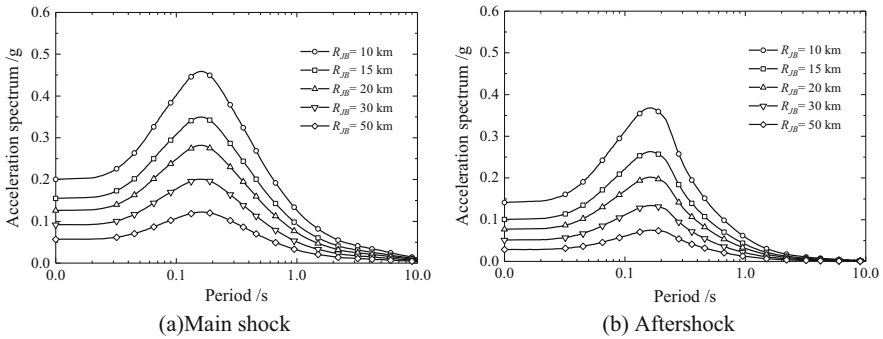 0.6
0.5
0.4
0.3
0.2
0.1
0.0
Acceleration spectrum /g
R_JB= 10 km
R_JB= 15 km
R_JB= 20 km
R_JB= 30 km
R_JB= 50 km
0.0 0.1 1.0 10.0
Period /s
(a)Main shock
0.6
0.5
0.4
0.3
0.2
0.1
0.0
Acceleration spectrum /g
R_JB= 10 km
R_JB= 15 km
R_JB= 20 km
R_JB= 30 km
R_JB= 50 km
0.0 0.1 1.0 10.0
Period /s
(b) Aftershock